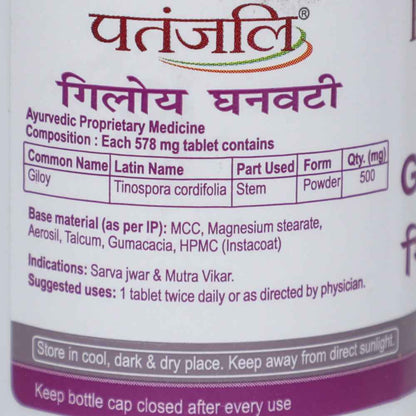 पतंजलि®
गिलोय घनवटी
Ayurvedic Proprietary Medicine
Composition : Each 578 mg tablet contains
Common Name Latin Name Part Used Form Qty. (mg)
Giloy Tinospora cordifolia Stem Powder 500
Base material (as per IP): MCC, Magnesium stearate,
Aerosil, Talcum, Gumacacia, HPMC (Instacoat)
Indications: Sarva jwar & Mutra Vikar.
Suggested uses: 1 tablet twice daily or as directed by physician.
Store in cool, dark & dry place. Keep away from direct sunlight.
Keep bottle cap closed after every use